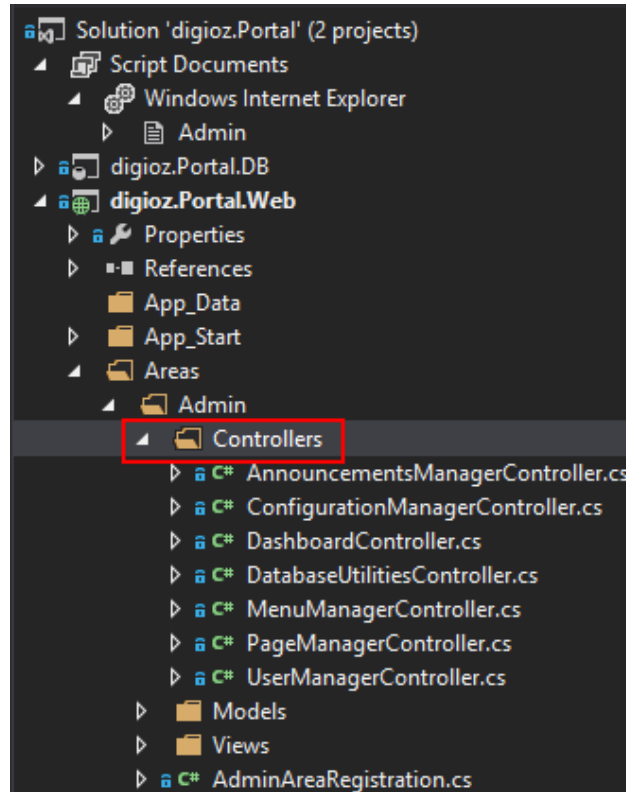 Solution 'digioz.Portal' (2 projects)
Script Documents
Windows Internet Explorer
Admin
digioz.Portal.DB
digioz.Portal.Web
Properties
References
App_Data
App_Start
Areas
Admin
Controllers
C# AnnouncementsManagerController.cs
C# ConfigurationManagerController.cs
C# DashboardController.cs
C# DatabaseUtilitiesController.cs
C# MenuManagerController.cs
C# PageManagerController.cs
C# UserManagerController.cs
Models
Views
C# AdminAreaRegistration.cs